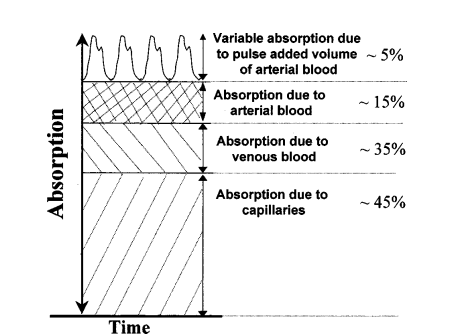 Variable absorption due
to pulse added volume
of arterial blood
~ 5%
Absorption due to
arterial blood
~ 15%
Absorption due to
venous blood
~ 35%
Absorption due to
capillaries
~ 45%
Absorption
Time